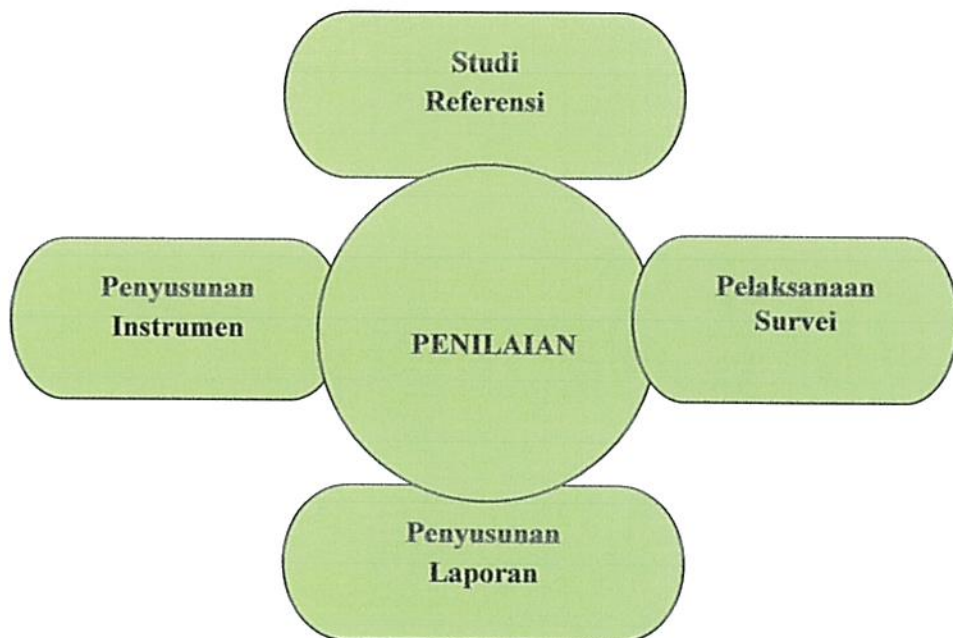 Studi
Referensi
Penyusunan
Instrumen
PENILAIAN
Pelaksanaan
Survei
Penyusunan
Laporan